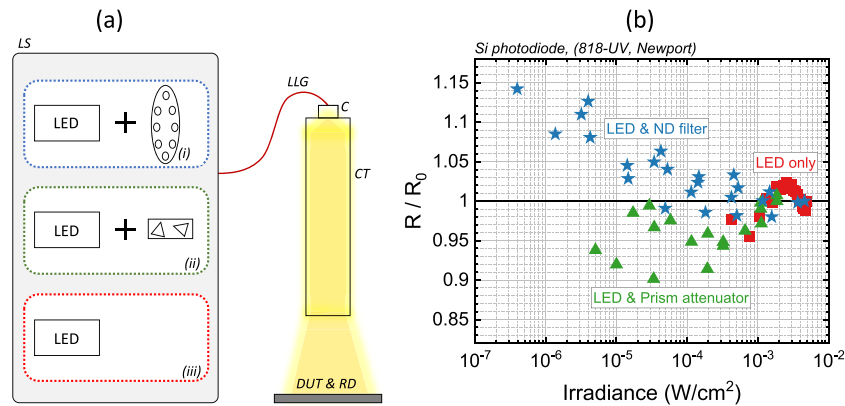 (a)
LS
LED
+
(i)
LED
+
(ii)
LED
(iii)
LLG
C
CT
DUT & RD
(b)
Si photodiode, (818-UV, Newport)
1.15
1.1
1.05
1
0.95
0.9
0.85
R / R0
LED & ND filter
LED only
LED & Prism attenuator
10-7
10-6
10-5
10-4
10-3
10-2
Irradiance (W/cm2)